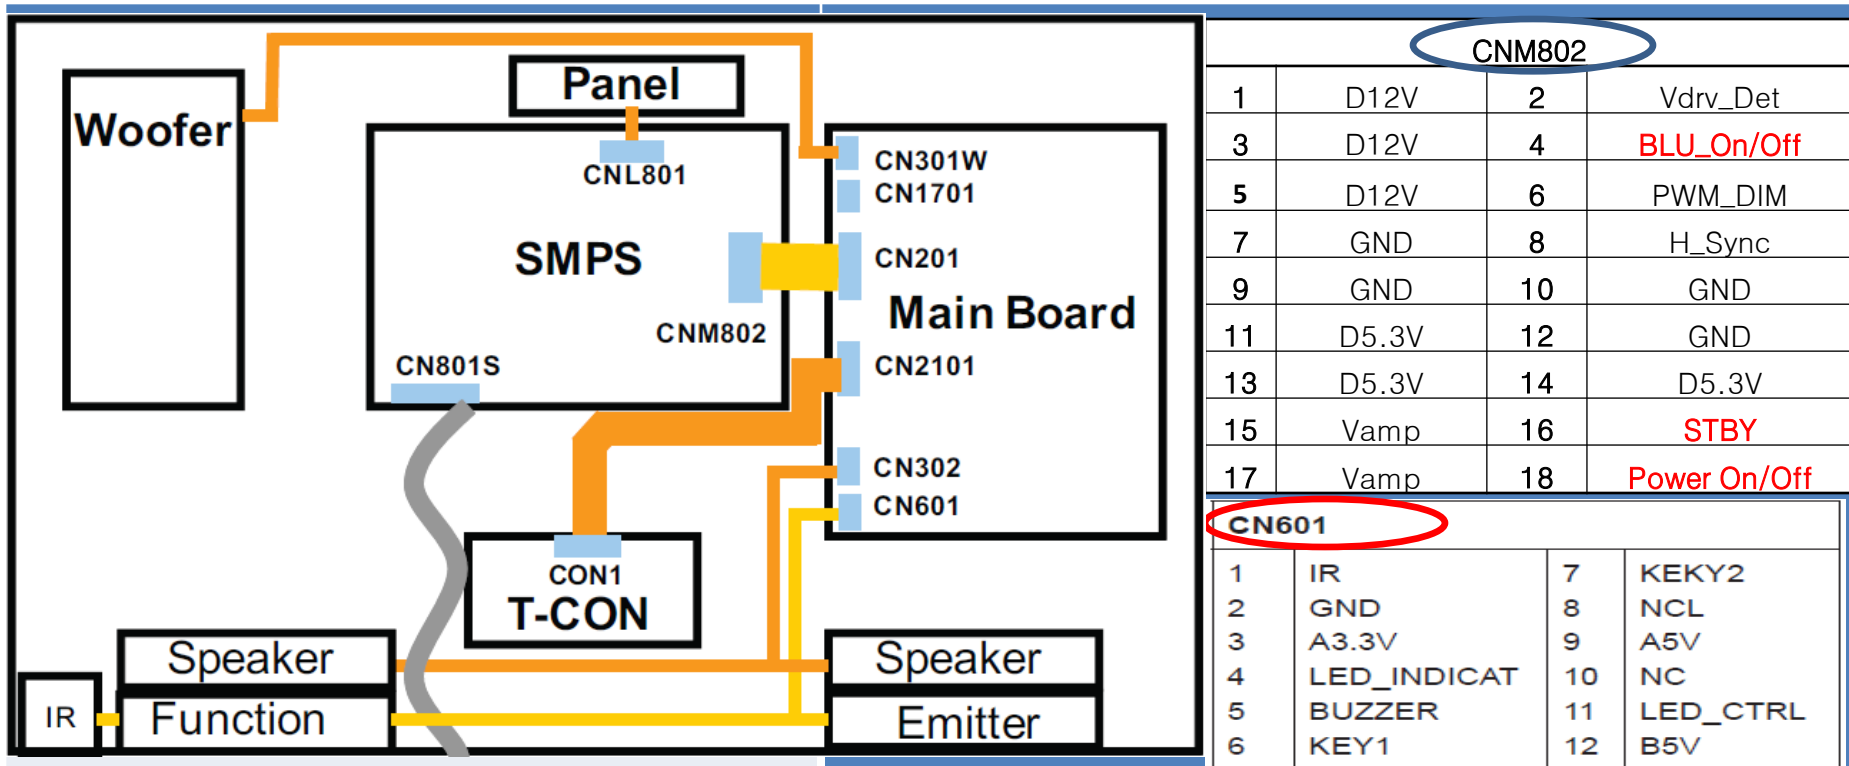 Woofer
Panel
CNL801
SMPS
CNM802
CN801S
CN301W
CN1701
CN201
Main Board
CN2101
CN302
CN601
CON1
T-CON
Speaker
Speaker
IR
Function
Emitter
CNM802
1 D12V 2 Vdrv_Det
3 D12V 4 BLU_On/Off
5 D12V 6 PWM_DIM
7 GND 8 H_Sync
9 GND 10 GND
11 D5.3V 12 GND
13 D5.3V 14 D5.3V
15 Vamp 16 STBY
17 Vamp 18 Power On/Off
CN601
1 IR 7 KEKY2
2 GND 8 NCL
3 A3.3V 9 A5V
4 LED_INDICAT 10 NC
5 BUZZER 11 LED_CTRL
6 KEY1 12 B5V